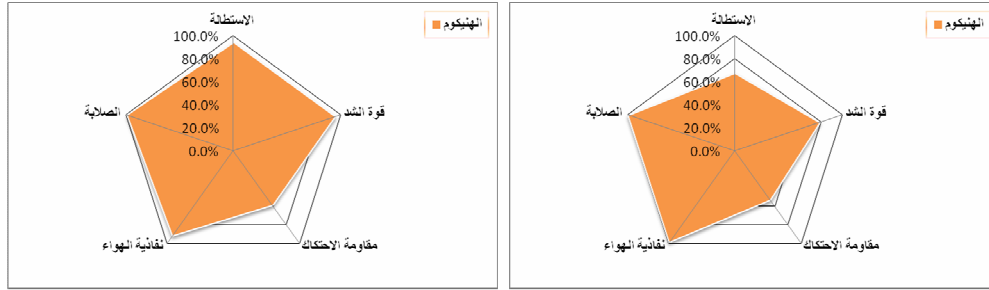 الهنيكوم
الاستطالة
100.0%
80.0%
60.0%
40.0%
20.0%
0.0%
قوة الشد
مقاومة الاحتكاك
نفاذية الهواء
الصلابة
الهنيكوم
الاستطالة
100.0%
80.0%
60.0%
40.0%
20.0%
0.0%
قوة الشد
مقاومة الاحتكاك
نفاذية الهواء
الصلابة